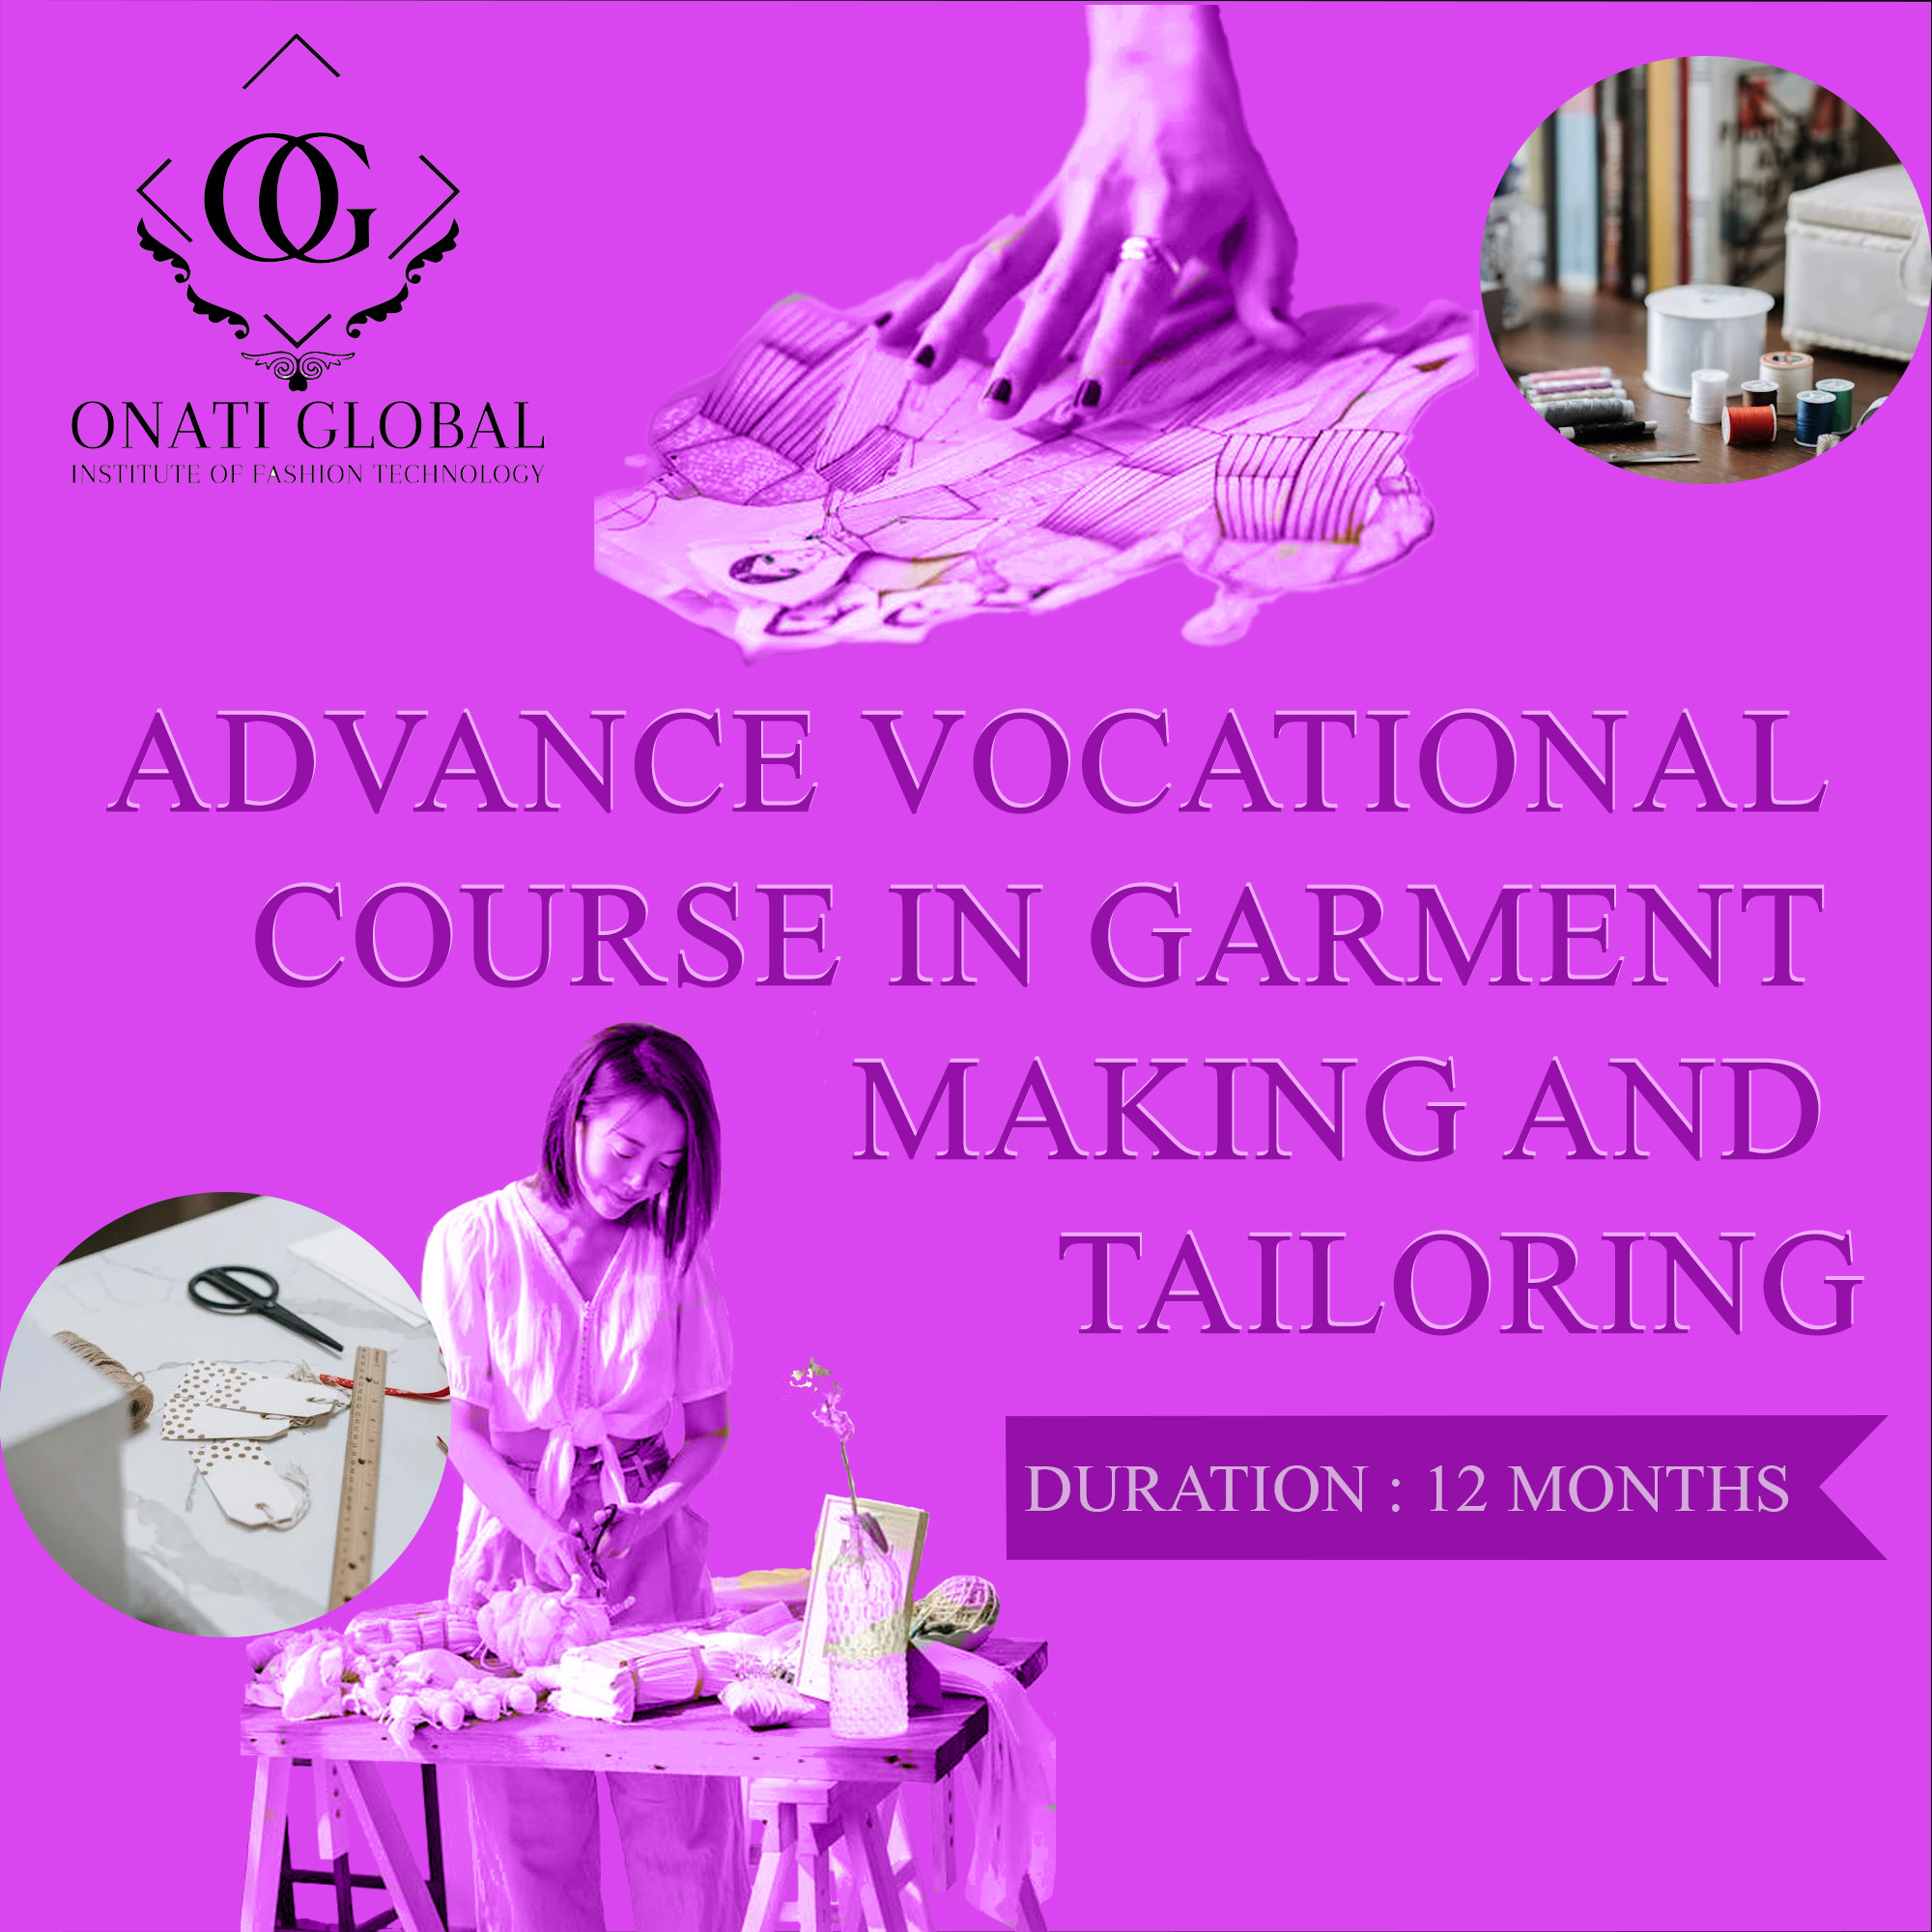 OG
ONATI GLOBAL
INSTITUTE OF FASHION TECHNOLOGY
ADVANCE VOCATIONAL
COURSE IN GARMENT
MAKING AND
TAILORING
DURATION : 12 MONTHS